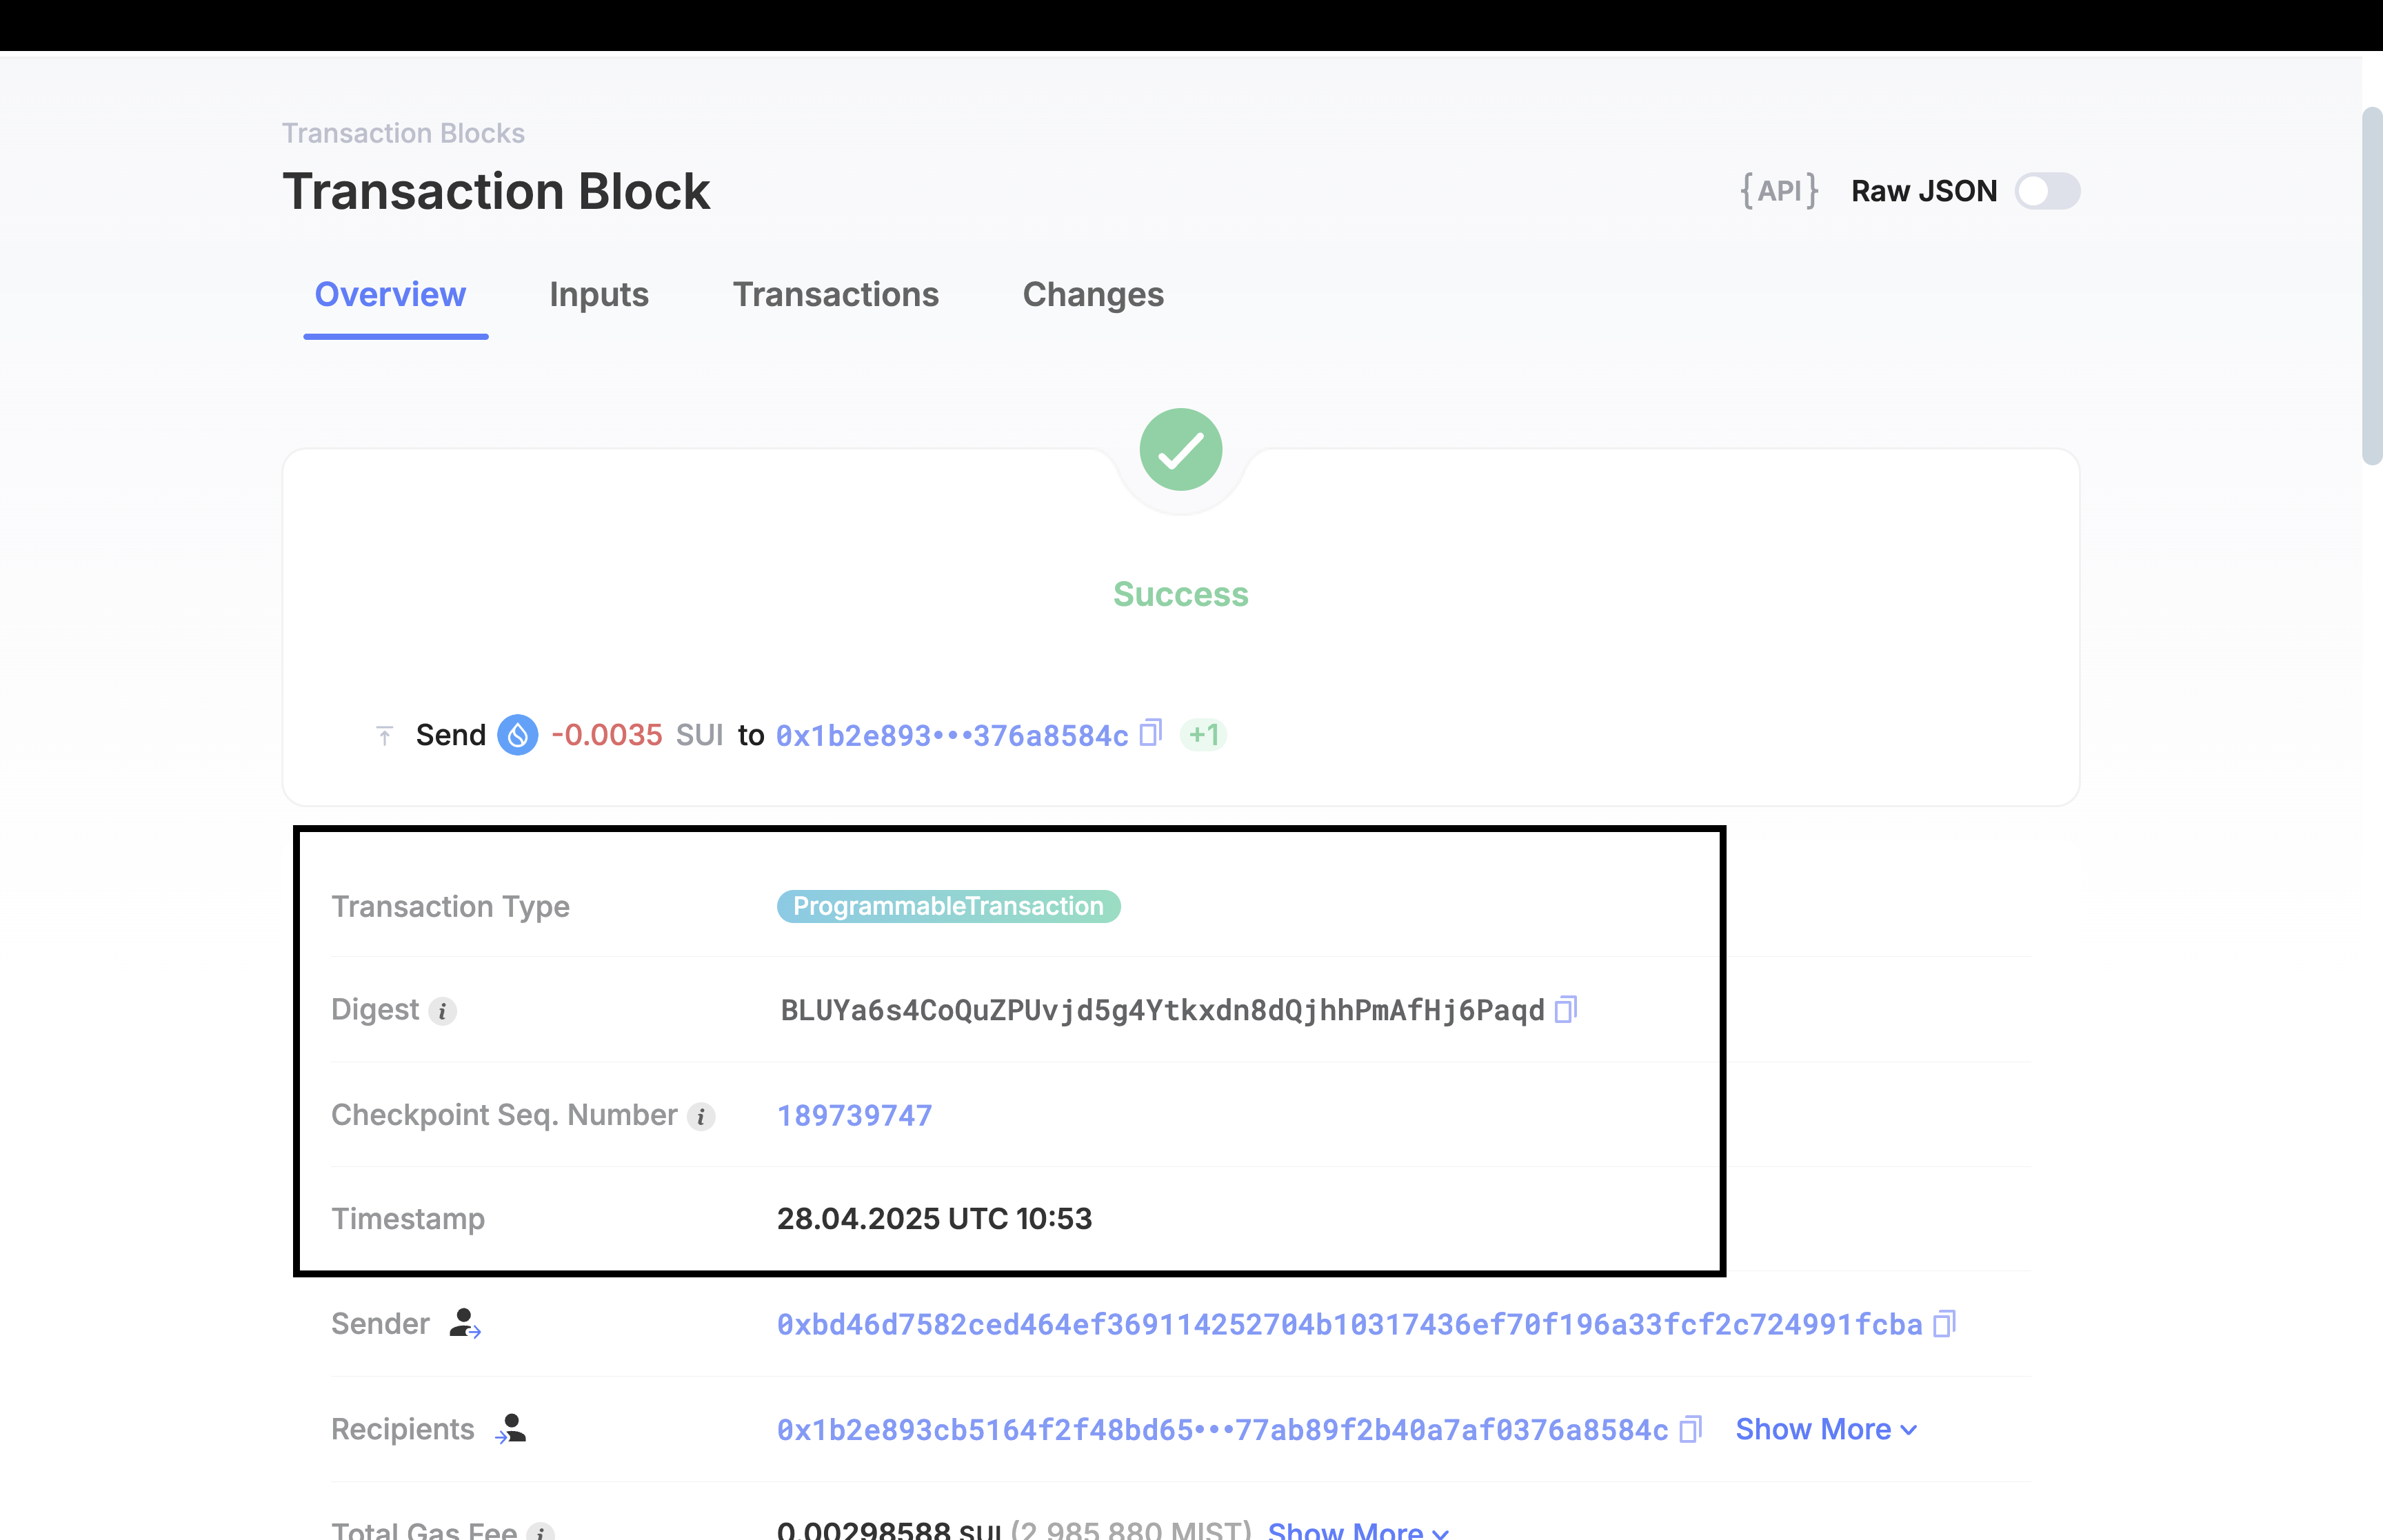 Transaction Blocks
Transaction Block
{API} Raw JSON
Overview Inputs Transactions Changes
Success
Send -0.0035 SUI to 0x1b2e893•••376a8584c +1
Transaction Type ProgrammableTransaction
Digest i BLUYa6s4CoQuZPUvjd5g4Ytkxdn8dQjhhPmAfHj6Paqd
Checkpoint Seq. Number i 189739747
Timestamp 28.04.2025 UTC 10:53
Sender 0xbd46d7582ced464ef369114252704b10317436ef70f196a33fcf2c724991fcba
Recipients 0x1b2e893cb5164f2f48bd65•••77ab89f2b40a7af0376a8584c Show More
Total Gas Fee i 0.00298588 SUI (2,985,880 MIST) Show More